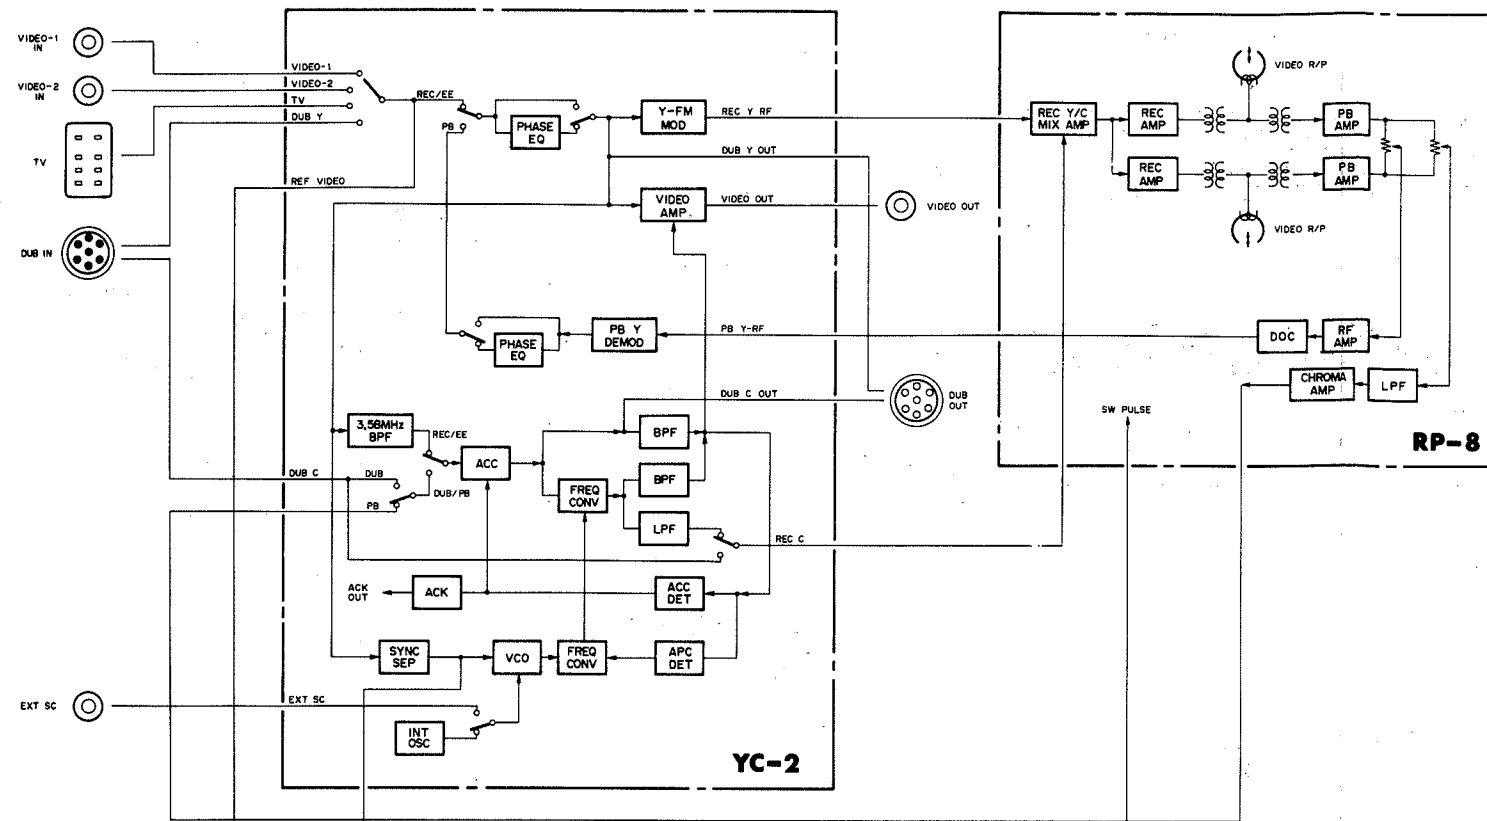 VIDEO-1
IN
VIDEO-2
IN
TV
DUB IN
EXT SC
VIDEO-1
VIDEO-2
TV
DUB Y
REC/EE
PB
PHASE
EQ
Y-FM
MOD
REC Y RF
DUB Y OUT
REF VIDEO
VIDEO
AMP
VIDEO OUT
VIDEO OUT
PHASE
EQ
PB Y
DEMOD
PB Y-RF
DUB C OUT
DUB
OUT
3,58MHz
BPF
REC/EE
ACC
BPF
DUB C
DUB
DUB/PB
PB
FREQ
CONV
BPF
LPF
REC C
ACK
OUT
ACK
ACC
DET
SYNC
SEP
VCO
FREQ
CONV
APC
DET
EXT SC
INT
OSC
YC-2
REC Y/C
MIX AMP
REC
AMP
VIDEO R/P
PB
AMP
REC
AMP
PB
AMP
VIDEO R/P
DOC
RF
AMP
CHROMA
AMP
LPF
SW PULSE
RP-8